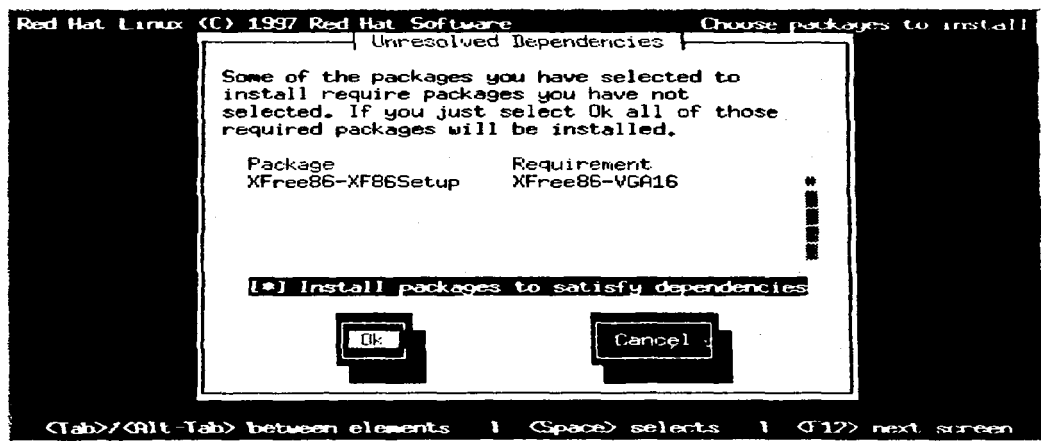 Red Hat Linux (C) 1997 Red Hat Software Choose packages to install
Unresolved Dependencies
Some of the packages you have selected to
install require packages you have not
selected. If you just select Ok all of those
required packages will be installed.
Package Requirement
XFree86-XF86Setup XFree86-VGA16
[*] Install packages to satisfy dependencies
Ok Cancel
<Tab>/<Alt-Tab> between elements | <Space> selects | <F12> next screen